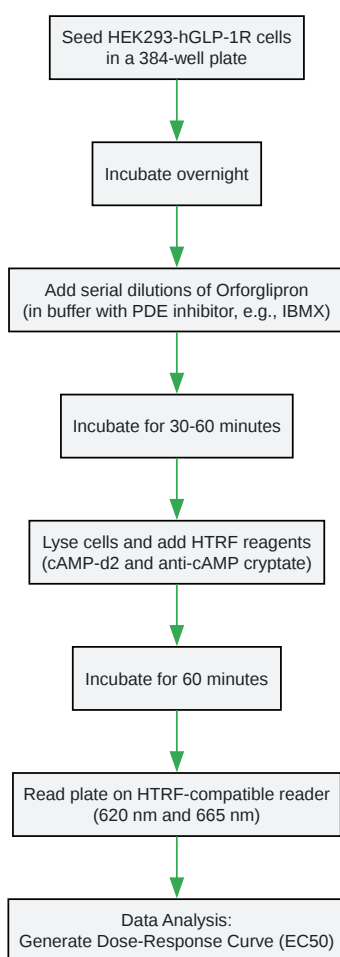 Seed HEK293-hGLP-1R cells
in a 384-well plate
Incubate overnight
Add serial dilutions of Orforglipron
(in buffer with PDE inhibitor, e.g., IBMX)
Incubate for 30-60 minutes
Lyse cells and add HTRF reagents
(cAMP-d2 and anti-cAMP cryptate)
Incubate for 60 minutes
Read plate on HTRF-compatible reader
(620 nm and 665 nm)
Data Analysis:
Generate Dose-Response Curve (EC50)